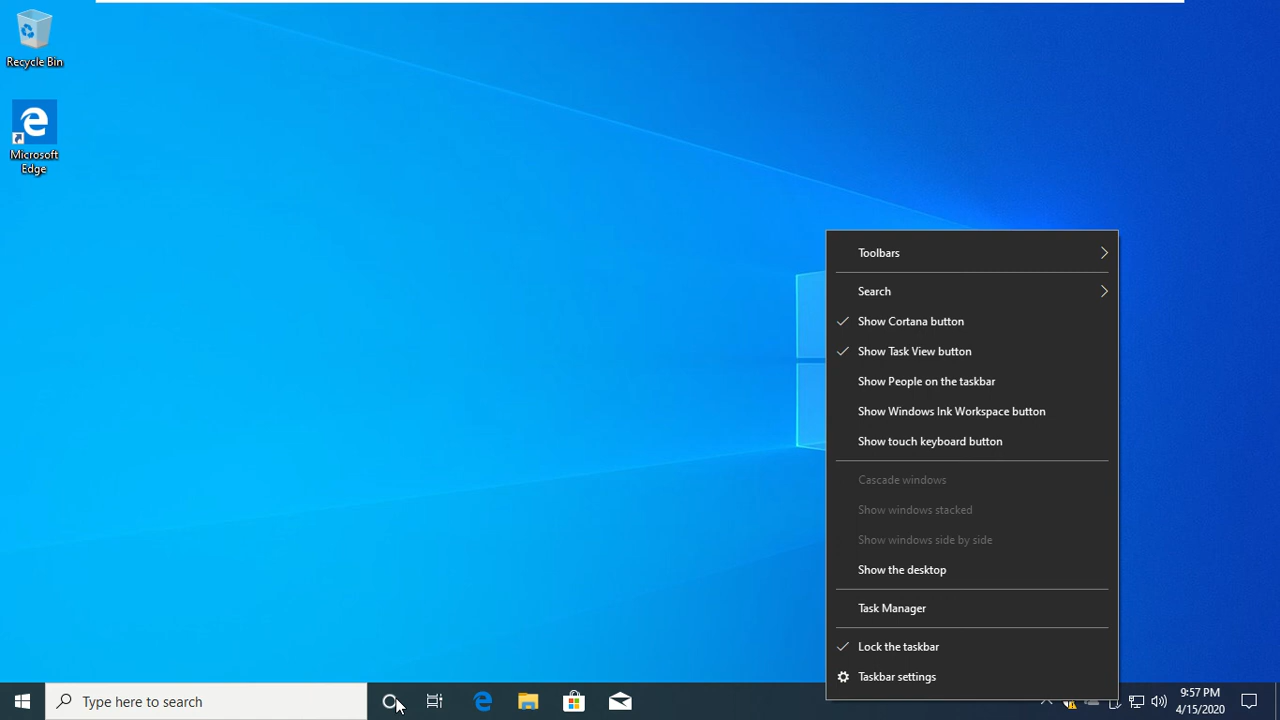 Recycle Bin
Microsoft
Edge
Toolbars
Search
Show Cortana button
Show Task View button
Show People on the taskbar
Show Windows Ink Workspace button
Show touch keyboard button
Cascade windows
Show windows stacked
Show windows side by side
Show the desktop
Task Manager
Lock the taskbar
Taskbar settings
Type here to search
9:57 PM
4/15/2020